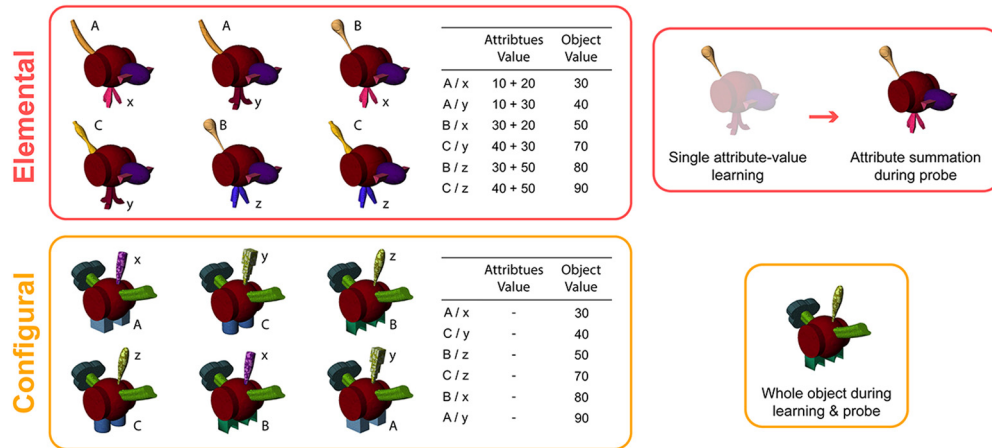 Elemental
A
A
B
x
y
x
C
B
C
y
z
z
Attribtues Value Object Value
A / x 10 + 20 30
A / y 10 + 30 40
B / x 30 + 20 50
C / y 40 + 30 70
B / z 30 + 50 80
C / z 40 + 50 90
Single attribute-value
learning
→
Attribute summation
during probe
Configural
x
y
z
A
C
B
z
x
y
C
B
A
Attribtues Value Object Value
A / x - 30
C / y - 40
B / z - 50
C / z - 70
B / x - 80
A / y - 90
Whole object during
learning & probe